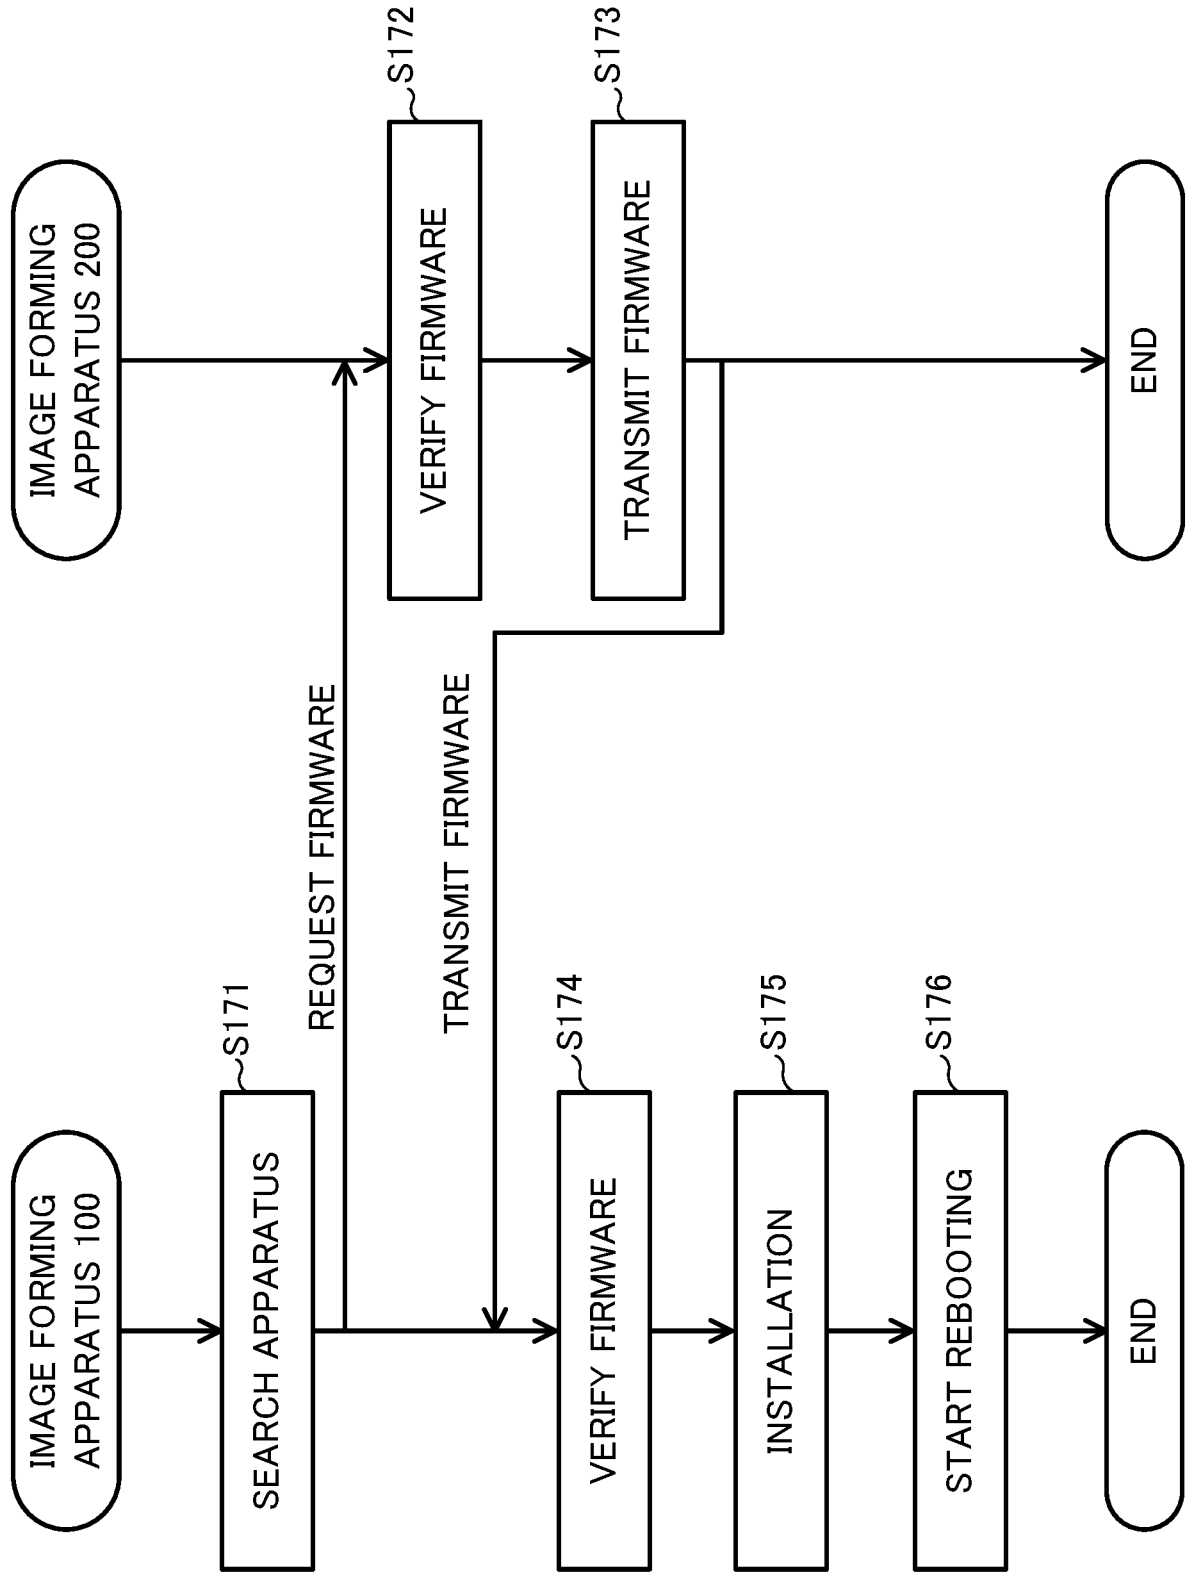 IMAGE FORMING
APPARATUS 100
IMAGE FORMING
APPARATUS 200
S171
SEARCH APPARATUS
REQUEST FIRMWARE
S172
VERIFY FIRMWARE
TRANSMIT FIRMWARE
S173
TRANSMIT FIRMWARE
S174
VERIFY FIRMWARE
S175
INSTALLATION
S176
START REBOOTING
END
END